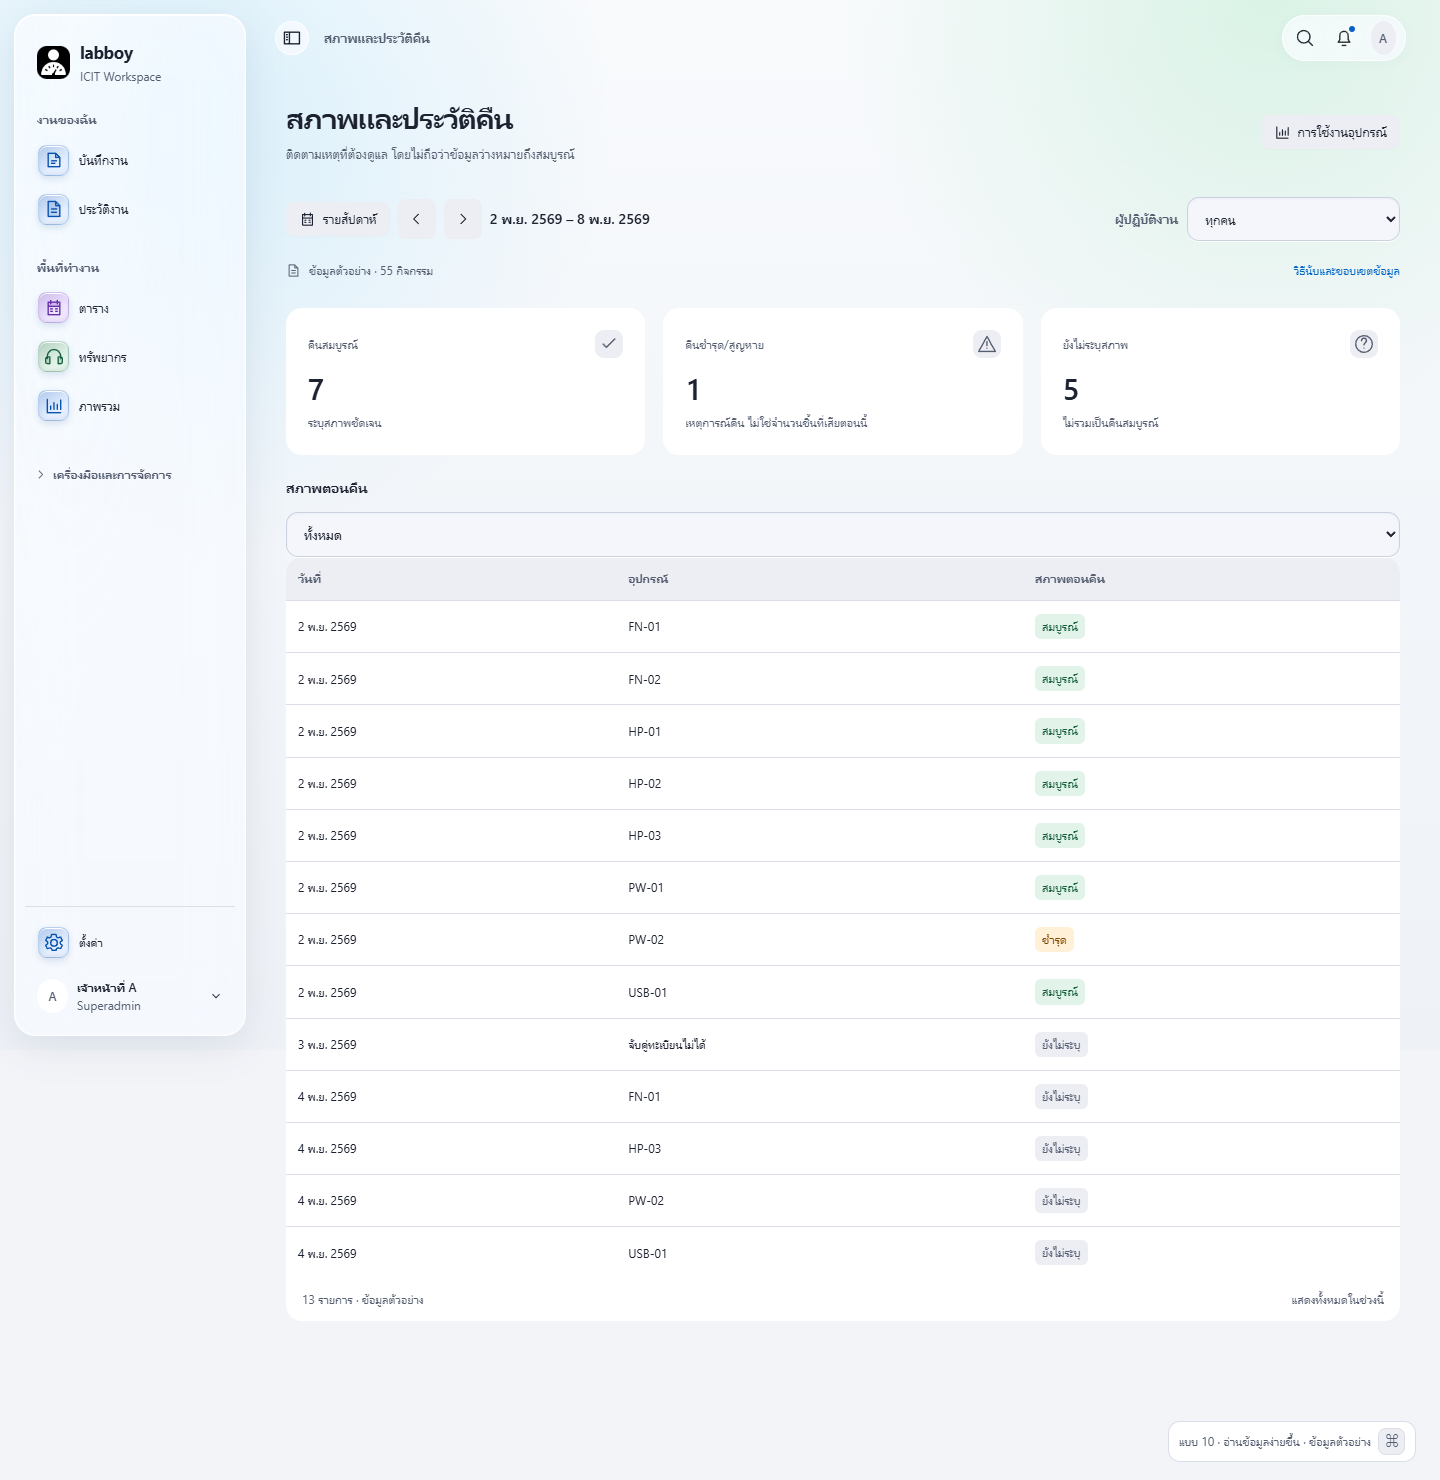 labboy
ICIT Workspace
งานของฉัน
บันทึกงาน
ประวัติงาน
พื้นที่ทำงาน
ตาราง
ทรัพยากร
ภาพรวม
เครื่องมือและการจัดการ
ตั้งค่า
A
เจ้าหน้าที่ A
Superadmin
สภาพและประวัติคืน
A
สภาพและประวัติคืน
ติดตามเหตุที่ต้องดูแล โดยไม่ถือว่าข้อมูลว่างหมายถึงสมบูรณ์
การใช้งานอุปกรณ์
รายสัปดาห์
2 พ.ย. 2569 – 8 พ.ย. 2569
ผู้ปฏิบัติงาน
ทุกคน
ข้อมูลตัวอย่าง · 55 กิจกรรม
วิธีนับและขอบเขตข้อมูล
คืนสมบูรณ์
7
ระบุสภาพชัดเจน
คืนชำรุด/สูญหาย
1
เหตุการณ์คืน ไม่ใช่จำนวนชิ้นที่เสียตอนนี้
ยังไม่ระบุสภาพ
5
ไม่รวมเป็นคืนสมบูรณ์
สภาพตอนคืน
ทั้งหมด
วันที่ อุปกรณ์ สภาพตอนคืน
2 พ.ย. 2569 FN-01 สมบูรณ์
2 พ.ย. 2569 FN-02 สมบูรณ์
2 พ.ย. 2569 HP-01 สมบูรณ์
2 พ.ย. 2569 HP-02 สมบูรณ์
2 พ.ย. 2569 HP-03 สมบูรณ์
2 พ.ย. 2569 PW-01 สมบูรณ์
2 พ.ย. 2569 PW-02 ชำรุด
2 พ.ย. 2569 USB-01 สมบูรณ์
3 พ.ย. 2569 จับคู่ทะเบียนไม่ได้ ยังไม่ระบุ
4 พ.ย. 2569 FN-01 ยังไม่ระบุ
4 พ.ย. 2569 HP-03 ยังไม่ระบุ
4 พ.ย. 2569 PW-02 ยังไม่ระบุ
4 พ.ย. 2569 USB-01 ยังไม่ระบุ
13 รายการ · ข้อมูลตัวอย่าง
แสดงทั้งหมดในช่วงนี้
แบบ 10 · อ่านข้อมูลง่ายขึ้น · ข้อมูลตัวอย่าง ⌘